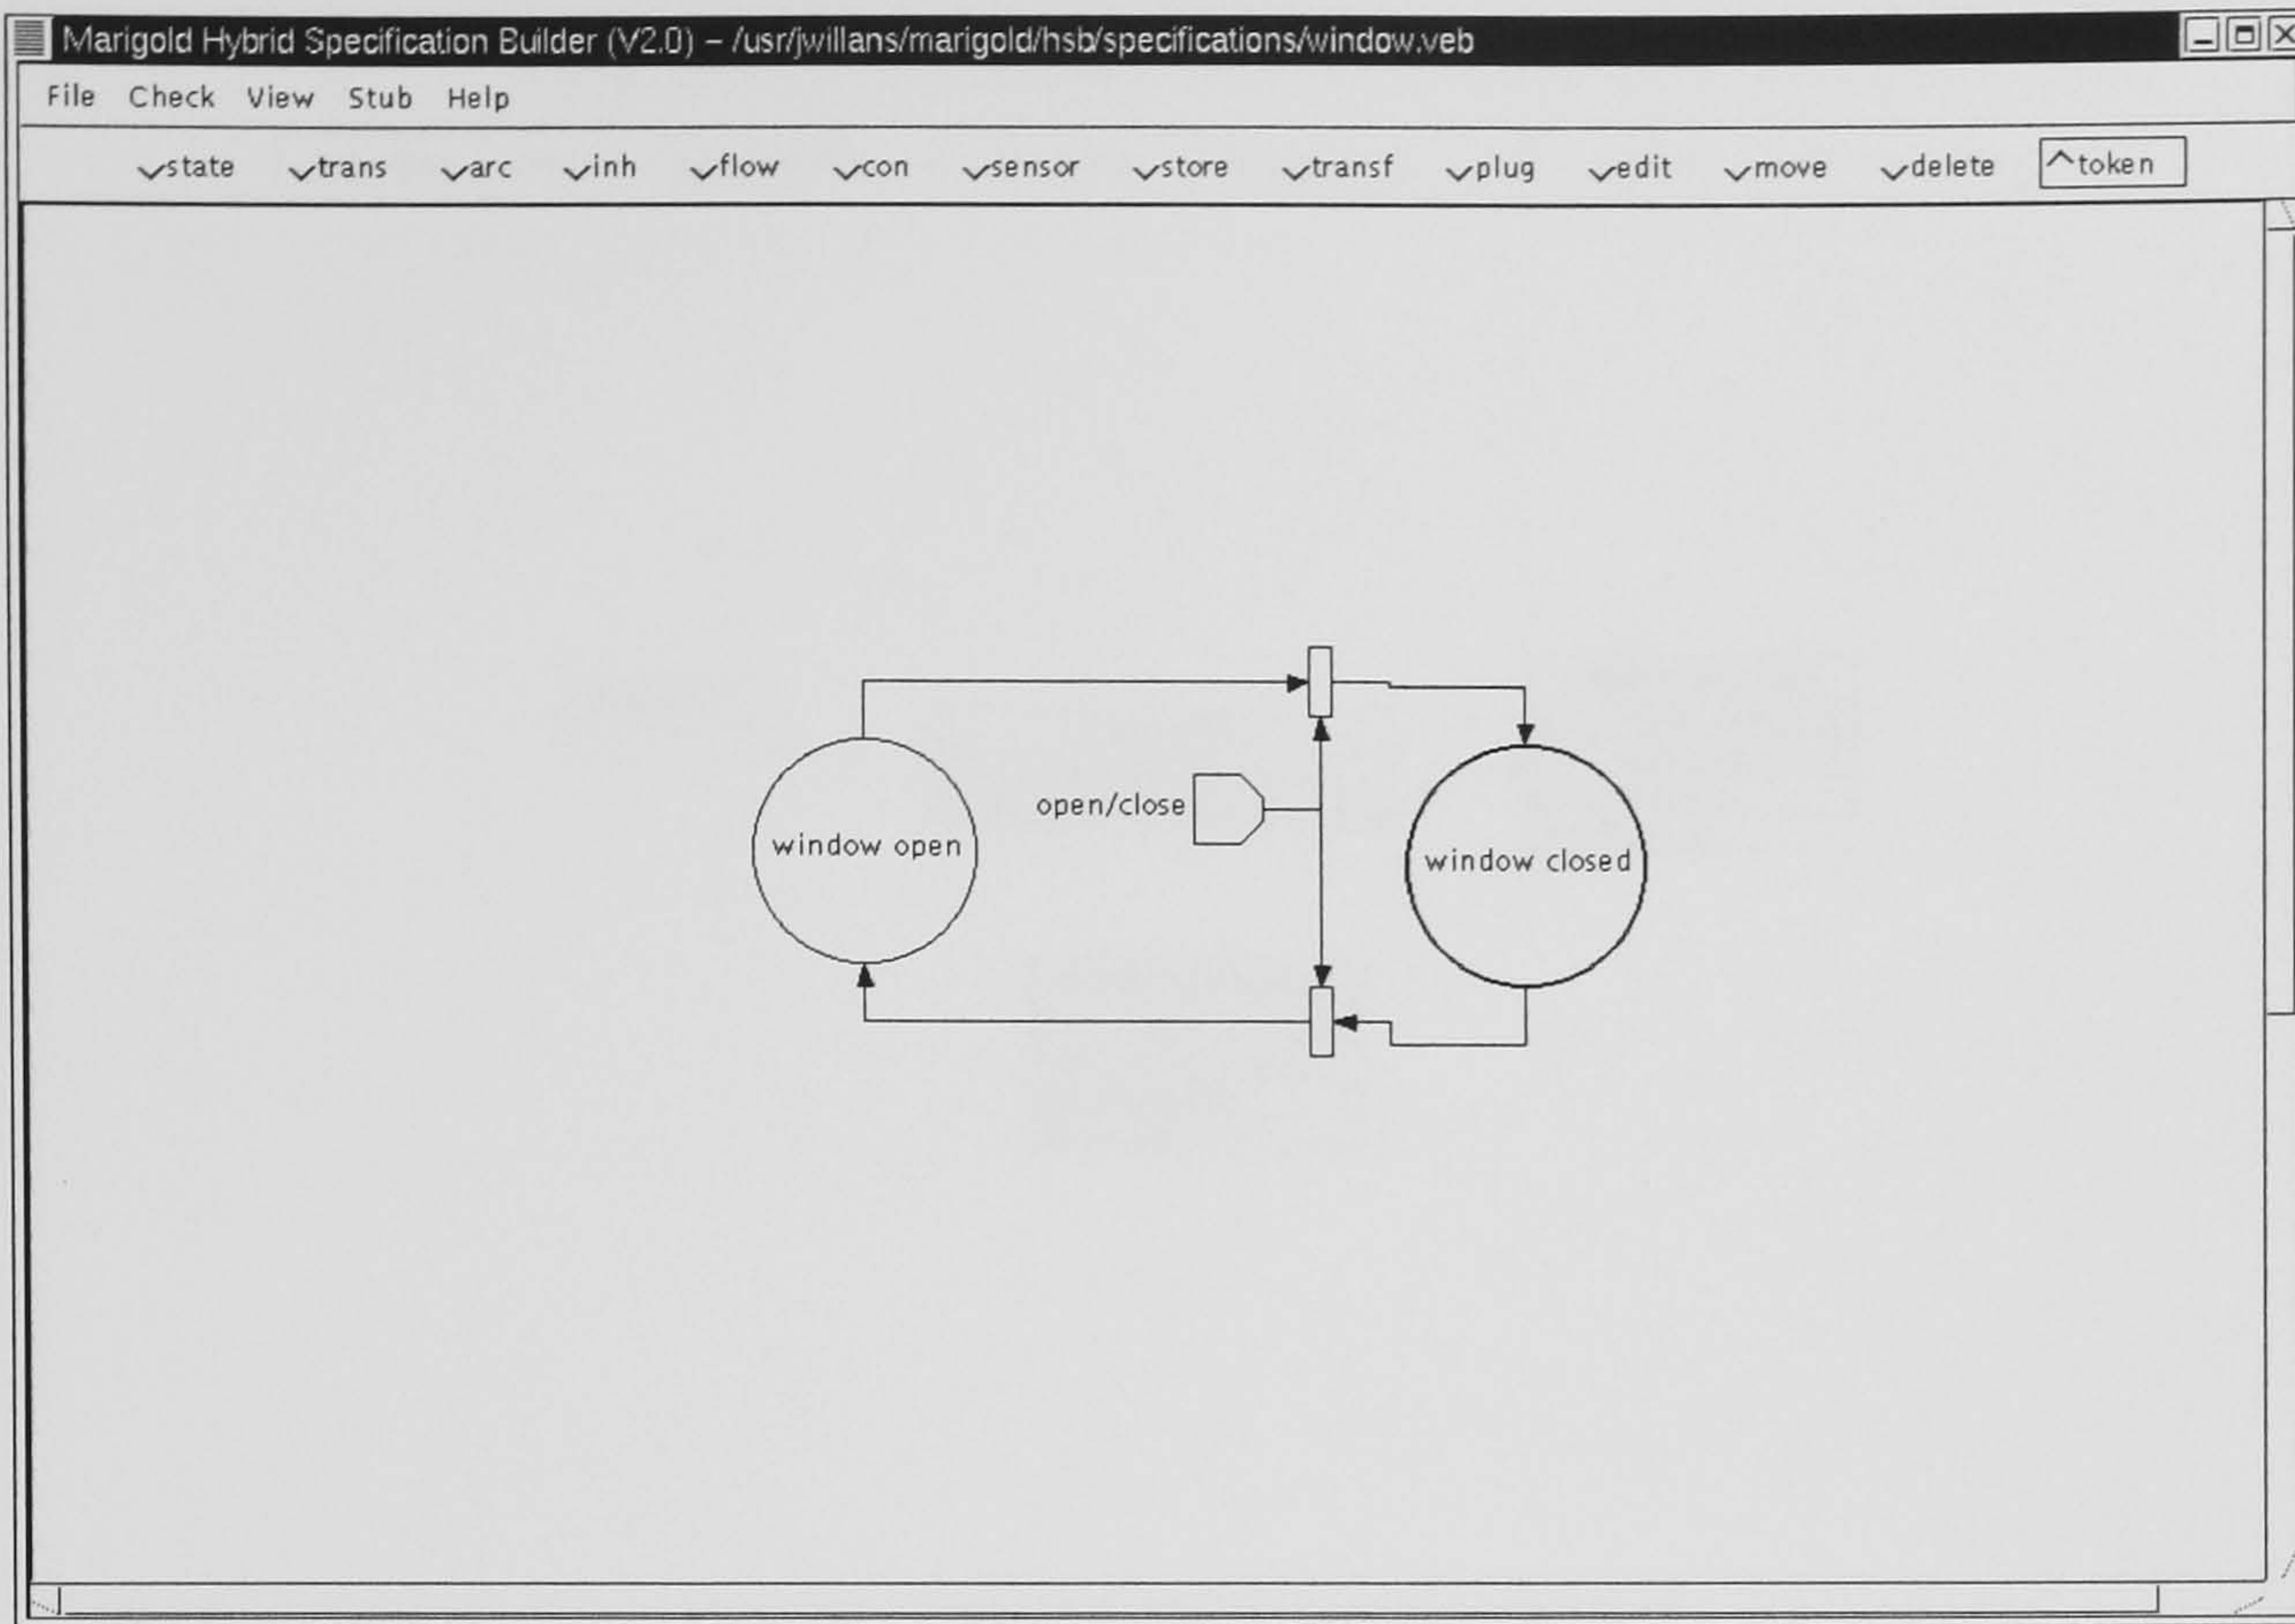 Marigold Hybrid Specification Builder (V2.0) – /usr/jwillans/marigold/hsb/specifications/window.veb
File Check View Stub Help
state trans arc inh flow con sensor store transf plug edit move delete token
open/close
window open
window closed